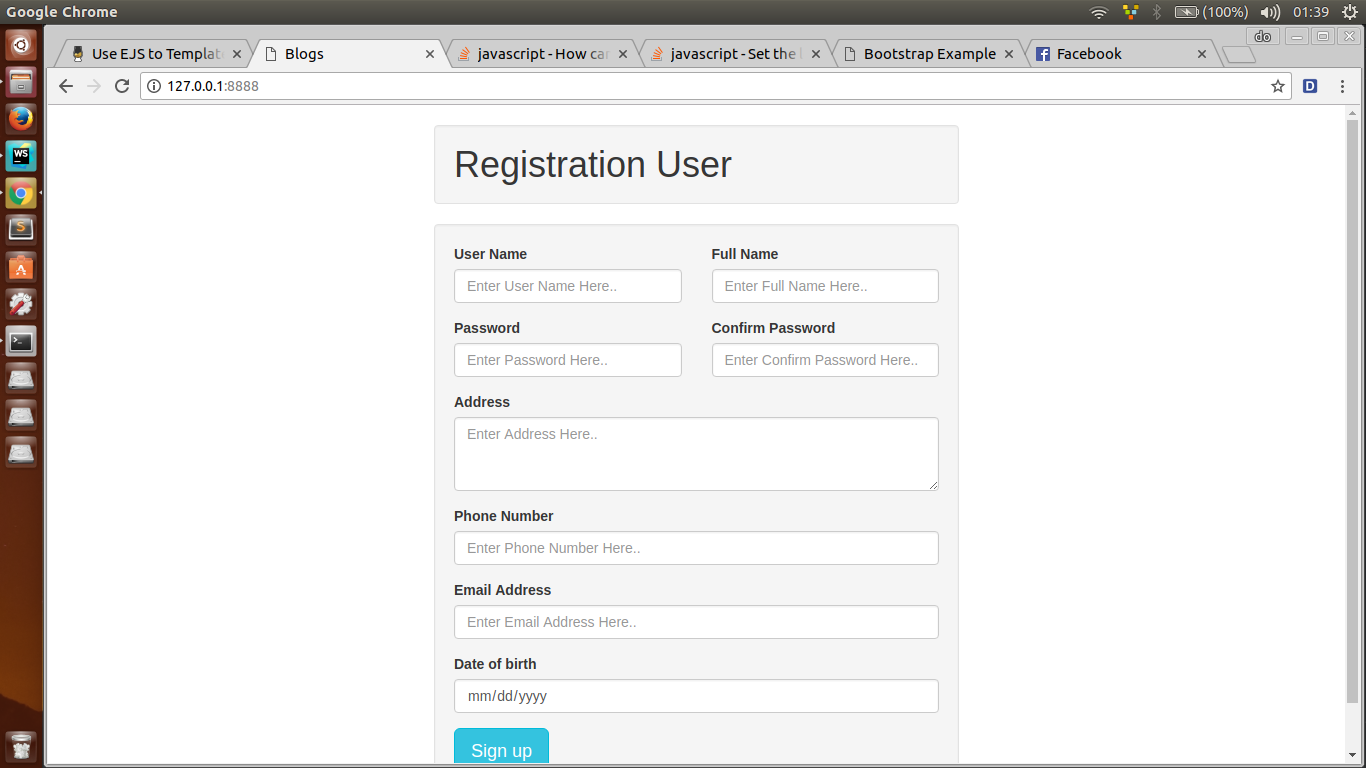 Google Chrome (100%) 01:39
do
Use EJS to Templat Blogs javascript - How car javascript - Set the Bootstrap Example Facebook
127.0.0.1:8888 D
WS
S
Registration User
User Name Full Name
Enter User Name Here.. Enter Full Name Here..
Password Confirm Password
Enter Password Here.. Enter Confirm Password Here..
Address
Enter Address Here..
Phone Number
Enter Phone Number Here..
Email Address
Enter Email Address Here..
Date of birth
mm/dd/yyyy
Sign up